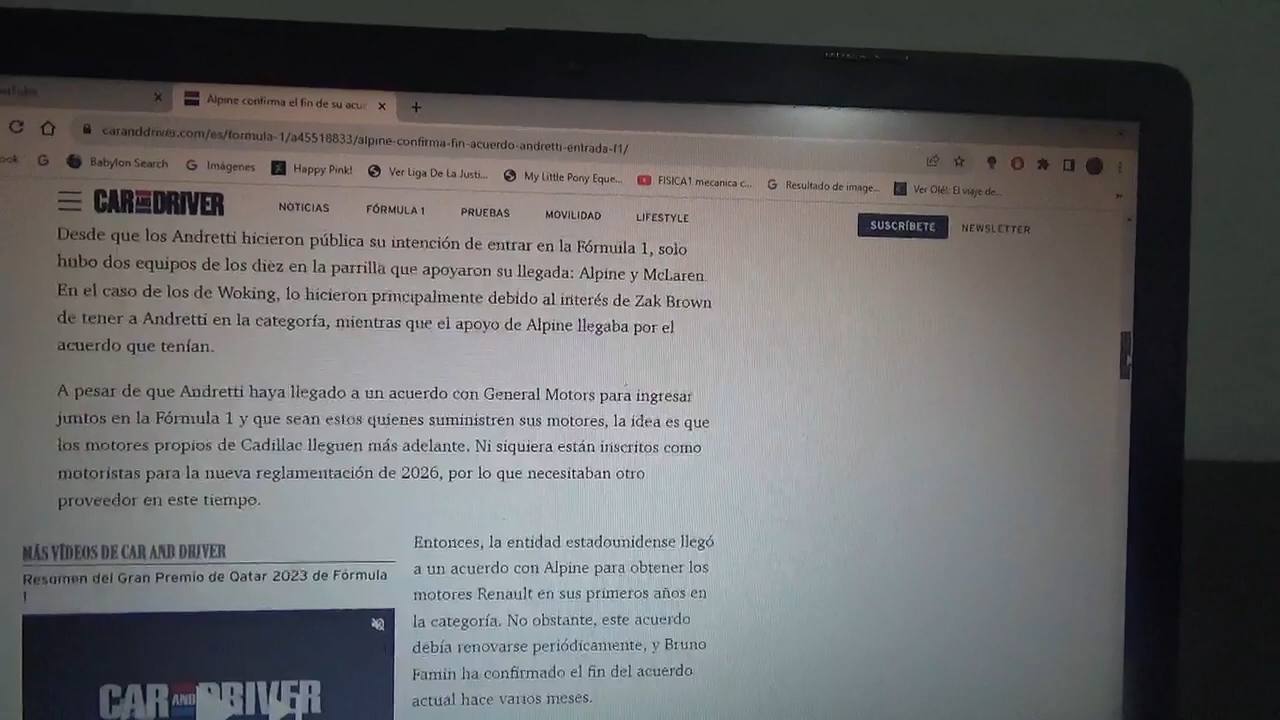 Alpine confirma el fin de su acu
caranddriver.com/es/formula-1/a45518833/alpine-confirma-fin-acuerdo-andretti-entrada-f1/
ook
Babylon Search
Imágenes
Happy Pink!
Ver Liga De La Justi...
My Little Pony Eque...
FISICA1 mecanica c...
Resultado de image...
Ver Olé!: El viaje de...
CAR AND DRIVER
NOTICIAS
FÓRMULA 1
PRUEBAS
MOVILIDAD
LIFESTYLE
SUSCRÍBETE
NEWSLETTER
Desde que los Andretti hicieron pública su intención de entrar en la Fórmula 1, solo
hubo dos equipos de los diez en la parrilla que apoyaron su llegada: Alpine y McLaren.
En el caso de los de Woking, lo hicieron principalmente debido al interés de Zak Brown
de tener a Andretti en la categoría, mientras que el apoyo de Alpine llegaba por el
acuerdo que tenían.
A pesar de que Andretti haya llegado a un acuerdo con General Motors para ingresar
juntos en la Fórmula 1 y que sean estos quienes suministren sus motores, la idea es que
los motores propios de Cadillac lleguen más adelante. Ni siquiera están inscritos como
motoristas para la nueva reglamentación de 2026, por lo que necesitaban otro
proveedor en este tiempo.
MÁS VÍDEOS DE CAR AND DRIVER
Resumen del Gran Premio de Qatar 2023 de Fórmula
1
CAR AND DRIVER
Entonces, la entidad estadounidense llegó
a un acuerdo con Alpine para obtener los
motores Renault en sus primeros años en
la categoría. No obstante, este acuerdo
debía renovarse periódicamente, y Bruno
Famin ha confirmado el fin del acuerdo
actual hace varios meses.